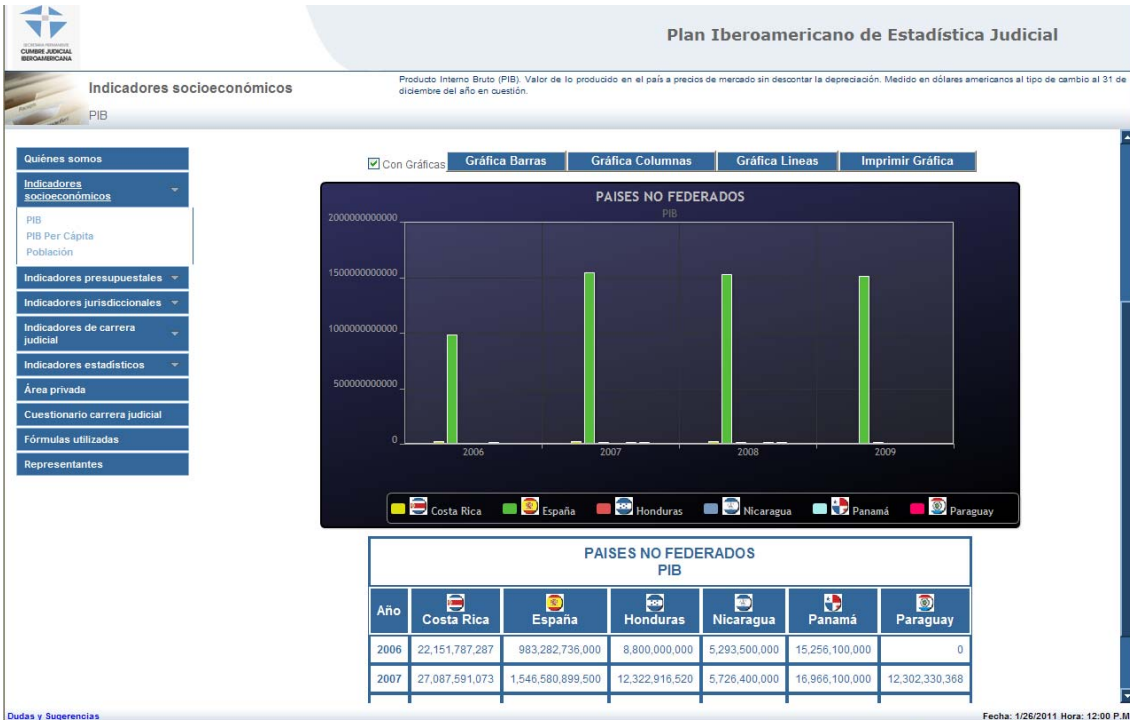 CUMBRE JUDICIAL
IBEROAMERICANA
Plan Iberoamericano de Estadística Judicial
Indicadores socioeconómicos
PIB
Producto Interno Bruto (PIB). Valor de lo producido en el país a precios de mercado sin descontar la depreciación. Medido en dólares americanos al tipo de cambio al 31 de
diciembre del año en cuestión.
Quiénes somos
Indicadores
socioeconómicos
PIB
PIB Per Cápita
Población
Indicadores presupuestales
Indicadores jurisdiccionales
Indicadores de carrera
judicial
Indicadores estadísticos
Área privada
Cuestionario carrera judicial
Fórmulas utilizadas
Representantes
Con Gráficas Gráfica Barras Gráfica Columnas Gráfica Lineas Imprimir Gráfica
PAISES NO FEDERADOS
PIB
2000000000000
1500000000000
1000000000000
500000000000
0
2006 2007 2008 2009
Costa Rica España Honduras Nicaragua Panamá Paraguay
PAISES NO FEDERADOS
PIB
Año Costa Rica España Honduras Nicaragua Panamá Paraguay
2006 22,151,787,287 983,282,736,000 8,800,000,000 5,293,500,000 15,256,100,000 0
2007 27,087,591,073 1,546,580,899,500 12,322,916,520 5,726,400,000 16,966,100,000 12,302,330,368
Dudas y Sugerencias
Fecha: 1/26/2011 Hora: 12:00 P.M